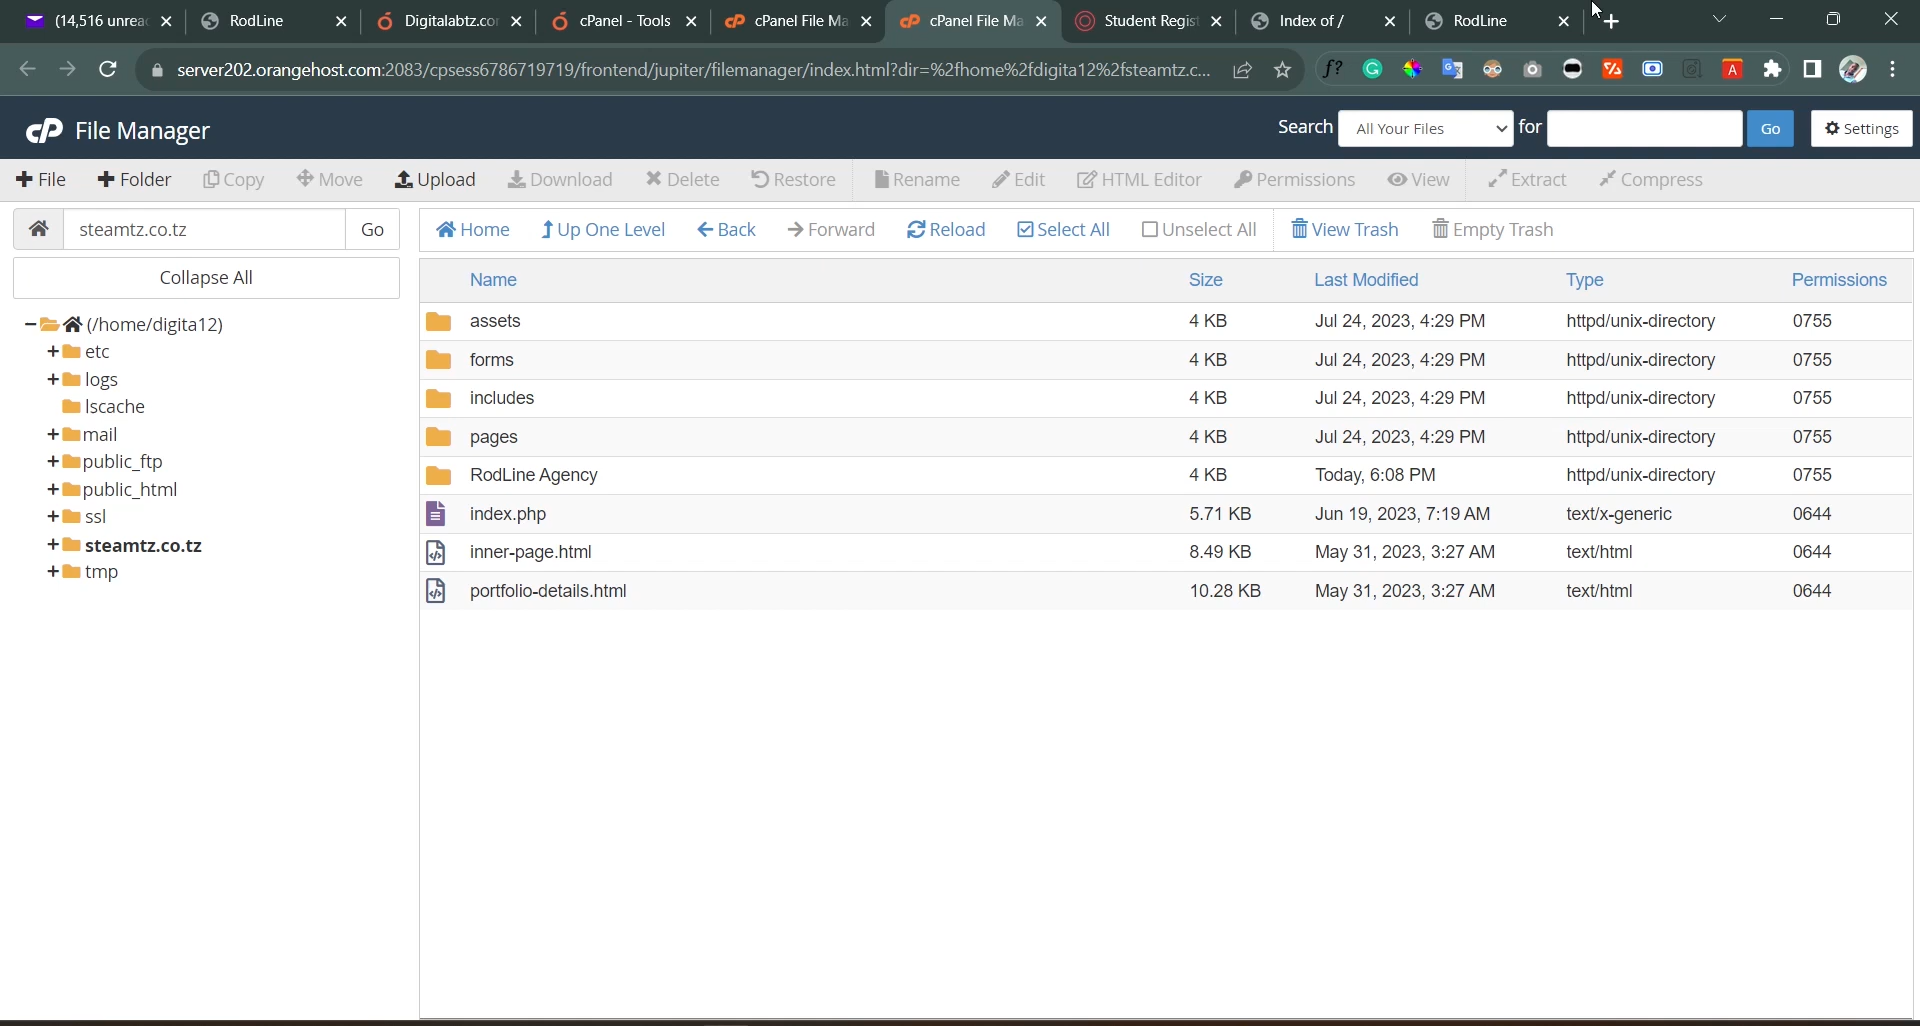 (14,516 unrea RodLine Digitalabtz.cor cPanel - Tools cPanel File Ma cPanel File Ma Student Regist Index of / RodLine
server202.orangehost.com:2083/cpsess6786719719/frontend/jupiter/filemanager/index.html?dir=%2fhome%2fdigita12%2fsteamtz.c...
cP File Manager Search All Your Files for Go Settings
File Folder Copy Move Upload Download Delete Restore Rename Edit HTML Editor Permissions View Extract Compress
steamtz.co.tz Go Home Up One Level Back Forward Reload Select All Unselect All View Trash Empty Trash
Collapse All
(/home/digita12)
etc
logs
lscache
mail
public_ftp
public_html
ssl
steamtz.co.tz
tmp
Name Size Last Modified Type Permissions
assets 4 KB Jul 24, 2023, 4:29 PM httpd/unix-directory 0755
forms 4 KB Jul 24, 2023, 4:29 PM httpd/unix-directory 0755
includes 4 KB Jul 24, 2023, 4:29 PM httpd/unix-directory 0755
pages 4 KB Jul 24, 2023, 4:29 PM httpd/unix-directory 0755
RodLine Agency 4 KB Today, 6:08 PM httpd/unix-directory 0755
index.php 5.71 KB Jun 19, 2023, 7:19 AM text/x-generic 0644
inner-page.html 8.49 KB May 31, 2023, 3:27 AM text/html 0644
portfolio-details.html 10.28 KB May 31, 2023, 3:27 AM text/html 0644